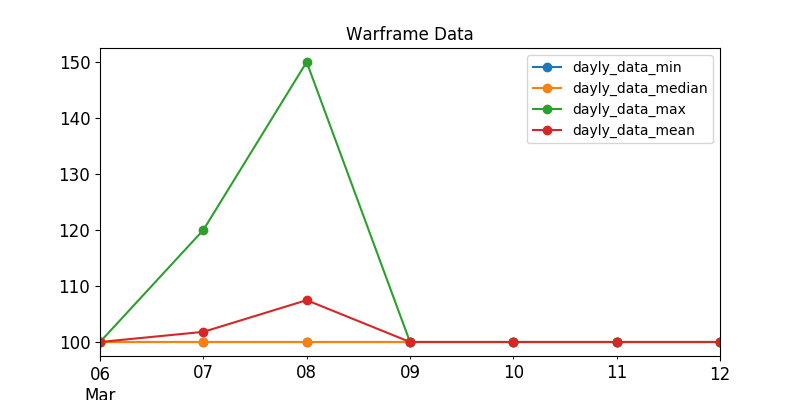 Warframe Data
dayly_data_min
dayly_data_median
dayly_data_max
dayly_data_mean
150
140
130
120
110
100
06 07 08 09 10 11 12
Mar